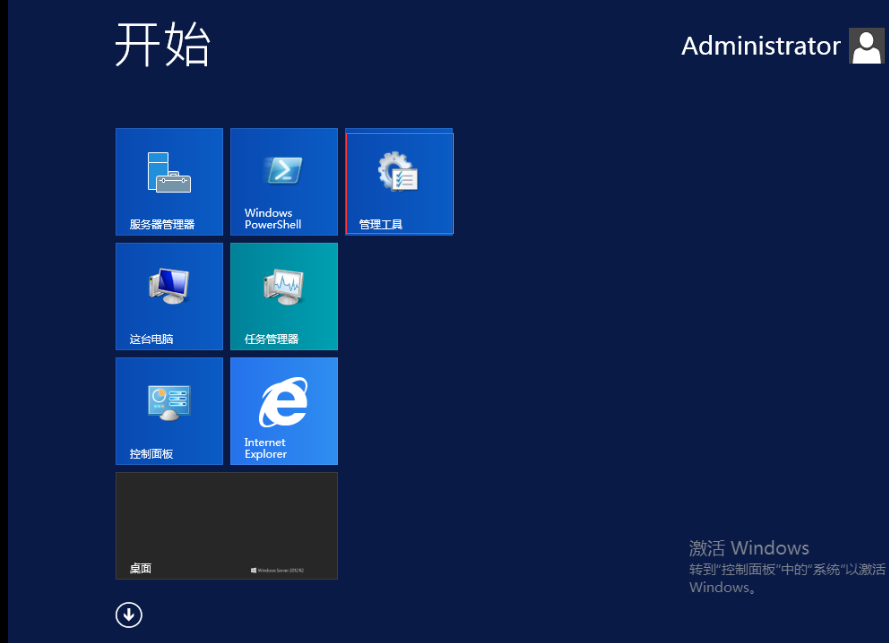 开始
Administrator
服务器管理器
Windows
PowerShell
管理工具
这台电脑
任务管理器
控制面板
Internet
Explorer
桌面
Windows Server 2012 R2
激活 Windows
转到"控制面板"中的"系统"以激活
Windows。